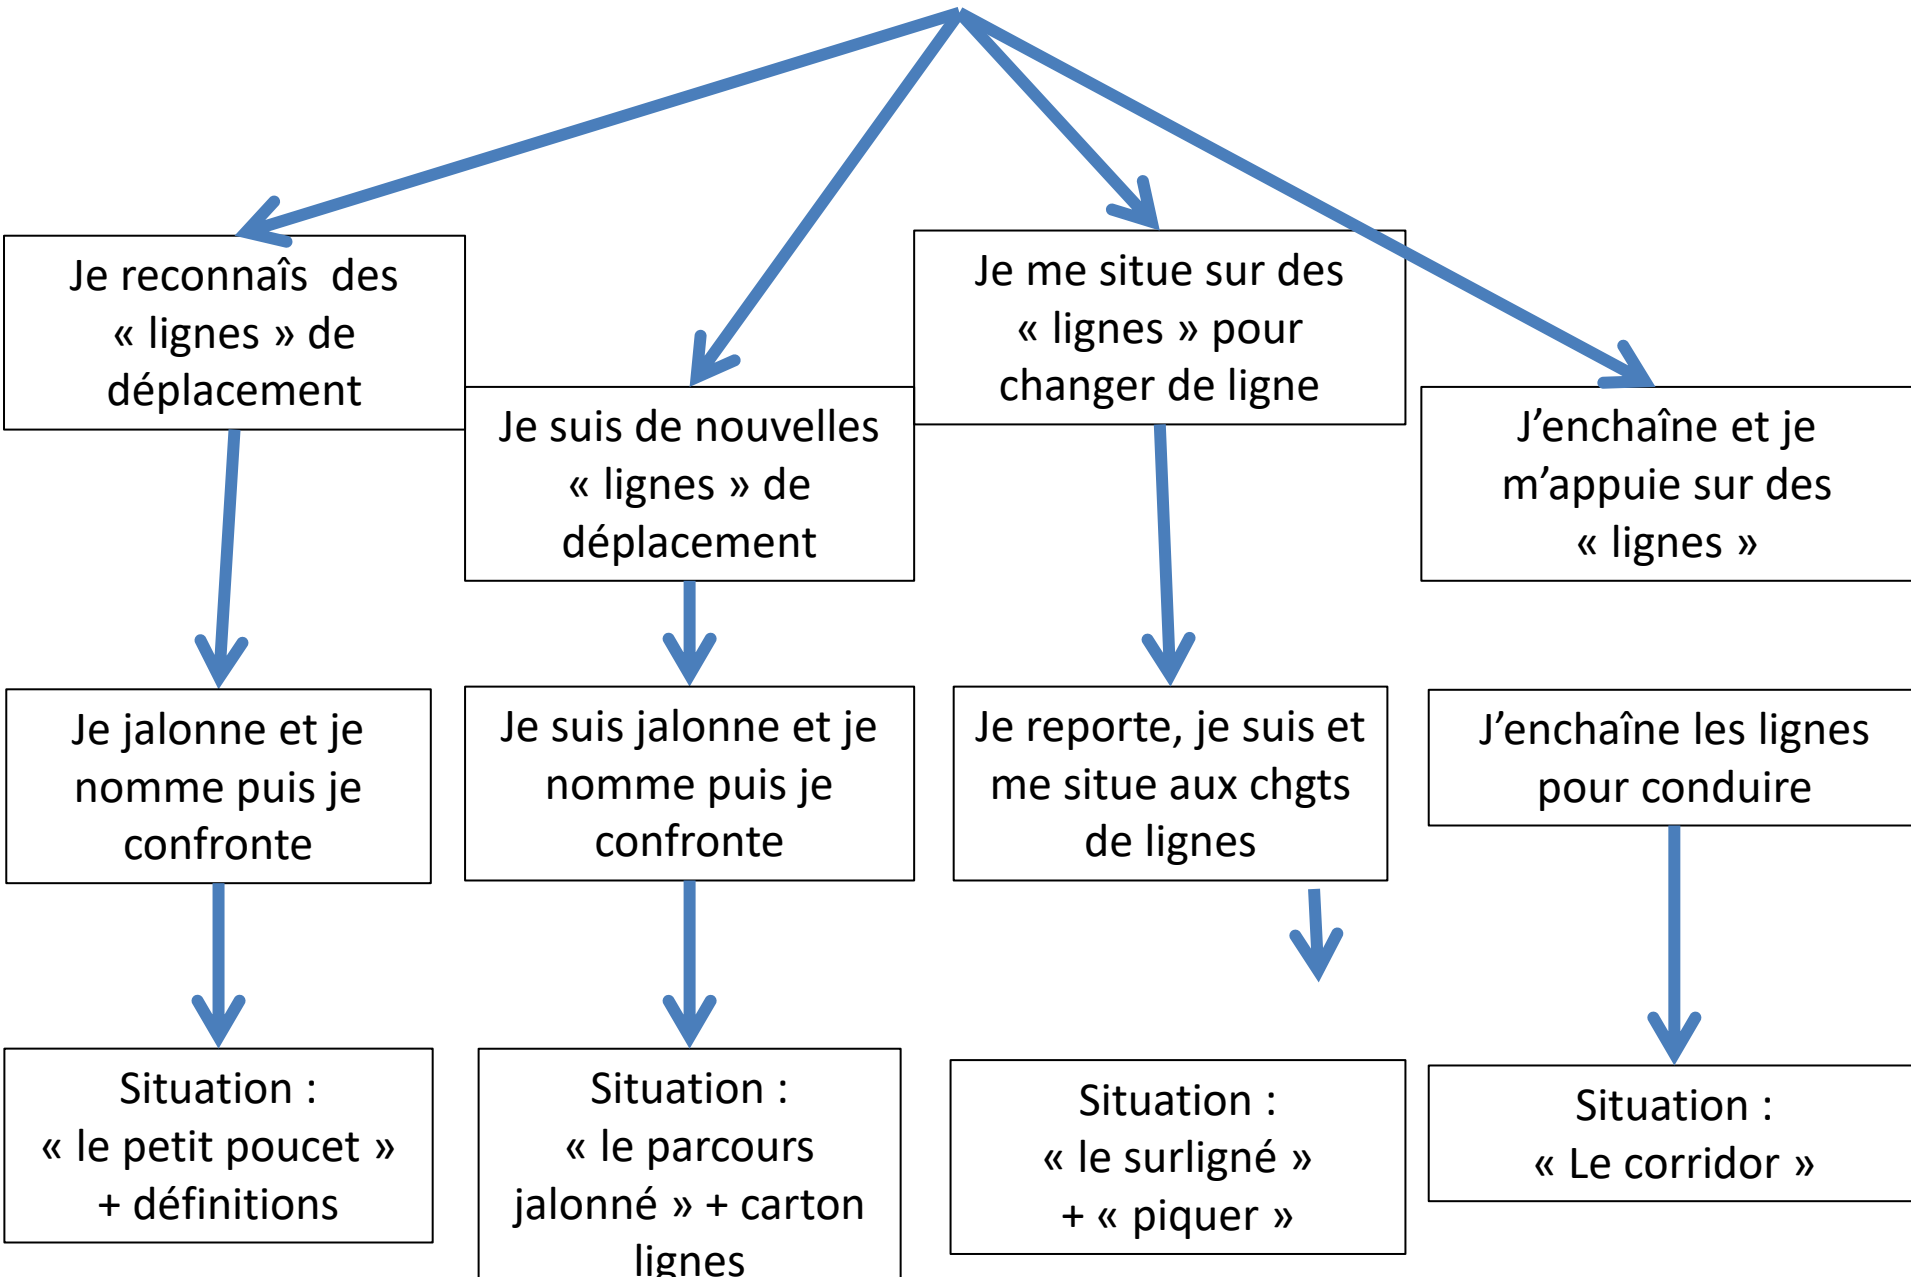 Je reconnaîs  des
« lignes » de
déplacement
Je suis de nouvelles
« lignes » de
déplacement
Je me situe sur des
« lignes » pour
changer de ligne
J’enchaîne et je
m’appuie sur des
« lignes »
Je jalonne et je
nomme puis je
confronte
Je suis jalonne et je
nomme puis je
confronte
Je reporte, je suis et
me situe aux chgts
de lignes
J’enchaîne les lignes
pour conduire
Situation :
« le petit poucet »
+ définitions
Situation :
« le parcours
jalonné » + carton
lignes
Situation :
« le surligné »
+ « piquer »
Situation :
« Le corridor »